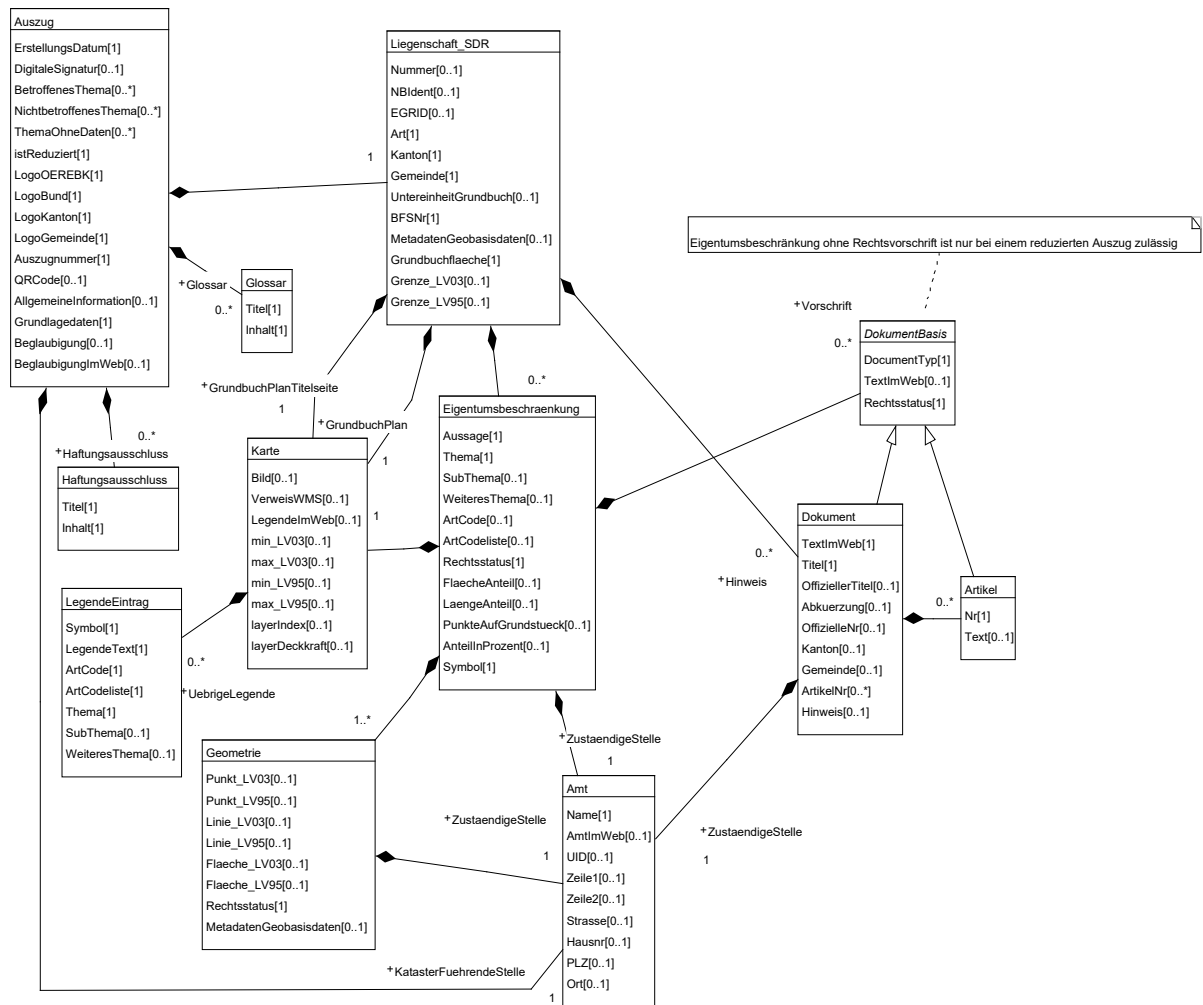 Auszug
ErstellungsDatum[1]
DigitaleSignatur[0..1]
BetroffenesThema[0..*]
NichtbetroffenesThema[0..*]
ThemaOhneDaten[0..*]
istReduziert[1]
LogoOEREBK[1]
LogoBund[1]
LogoKanton[1]
LogoGemeinde[1]
Auszugnummer[1]
QRCode[0..1]
AllgemeineInformation[0..1]
Grundlagedaten[1]
Beglaubigung[0..1]
BeglaubigungImWeb[0..1]
Liegenschaft_SDR
Nummer[0..1]
NBIdent[0..1]
EGRID[0..1]
Art[1]
Kanton[1]
Gemeinde[1]
UntereinheitGrundbuch[0..1]
BFSNr[1]
MetadatenGeobasisdaten[0..1]
Grundbuchflaeche[1]
Grenze_LV03[0..1]
Grenze_LV95[0..1]
1
+Glossar
0..*
Glossar
Titel[1]
Inhalt[1]
Eigentumsbeschränkung ohne Rechtsvorschrift ist nur bei einem reduzierten Auszug zulässig
+Vorschrift
0..*
DokumentBasis
DocumentTyp[1]
TextImWeb[0..1]
Rechtsstatus[1]
+GrundbuchPlanTitelseite
1
+GrundbuchPlan
1
0..*
0..*
+Haftungsausschluss
Haftungsausschluss
Titel[1]
Inhalt[1]
Karte
Bild[0..1]
VerweisWMS[0..1]
LegendeImWeb[0..1]
min_LV03[0..1]
max_LV03[0..1]
min_LV95[0..1]
max_LV95[0..1]
layerIndex[0..1]
layerDeckkraft[0..1]
1
Eigentumsbeschraenkung
Aussage[1]
Thema[1]
SubThema[0..1]
WeiteresThema[0..1]
ArtCode[0..1]
ArtCodeliste[0..1]
Rechtsstatus[1]
FlaecheAnteil[0..1]
LaengeAnteil[0..1]
PunkteAufGrundstueck[0..1]
AnteilInProzent[0..1]
Symbol[1]
0..*
+Hinweis
Dokument
TextImWeb[1]
Titel[1]
OffiziellerTitel[0..1]
Abkuerzung[0..1]
OffizielleNr[0..1]
Kanton[0..1]
Gemeinde[0..1]
ArtikelNr[0..*]
Hinweis[0..1]
0..*
Artikel
Nr[1]
Text[0..1]
LegendeEintrag
Symbol[1]
LegendeText[1]
ArtCode[1]
ArtCodeliste[1]
Thema[1]
SubThema[0..1]
WeiteresThema[0..1]
0..*
+UebrigeLegende
1..*
Geometrie
Punkt_LV03[0..1]
Punkt_LV95[0..1]
Linie_LV03[0..1]
Linie_LV95[0..1]
Flaeche_LV03[0..1]
Flaeche_LV95[0..1]
Rechtsstatus[1]
MetadatenGeobasisdaten[0..1]
+ZustaendigeStelle
1
+ZustaendigeStelle
1
+ZustaendigeStelle
1
Amt
Name[1]
AmtImWeb[0..1]
UID[0..1]
Zeile1[0..1]
Zeile2[0..1]
Strasse[0..1]
Hausnr[0..1]
PLZ[0..1]
Ort[0..1]
+KatasterFuehrendeStelle
1